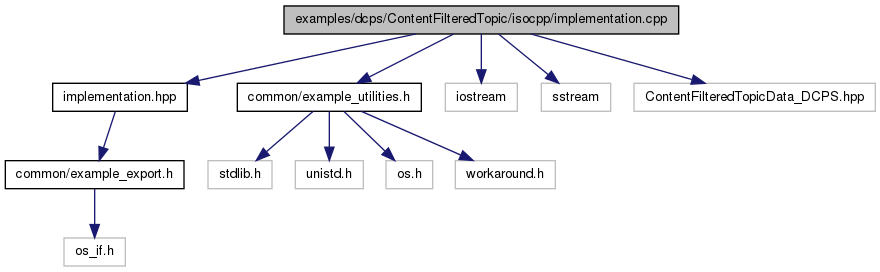 examples/dcps/ContentFilteredTopic/isocpp/implementation.cpp
implementation.hpp
common/example_utilities.h
iostream
sstream
ContentFilteredTopicData_DCPS.hpp
common/example_export.h
stdlib.h
unistd.h
os.h
workaround.h
os_if.h